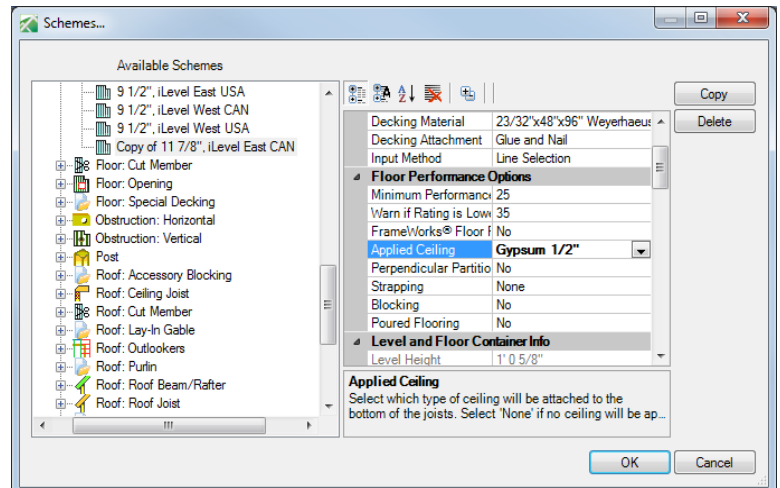 Schemes...
Available Schemes
9 1/2", iLevel East USA
9 1/2", iLevel West CAN
9 1/2", iLevel West USA
Copy of 11 7/8", iLevel East CAN
Floor: Cut Member
Floor: Opening
Floor: Special Decking
Obstruction: Horizontal
Obstruction: Vertical
Post
Roof: Accessory Blocking
Roof: Ceiling Joist
Roof: Cut Member
Roof: Lay-In Gable
Roof: Outlookers
Roof: Purlin
Roof: Roof Beam/Rafter
Roof: Roof Joist
Decking Material 23/32"x48"x96" Weyerhaeus
Decking Attachment Glue and Nail
Input Method Line Selection
Floor Performance Options
Minimum Performance 25
Warn if Rating is Lowe 35
FrameWorks® Floor F No
Applied Ceiling Gypsum 1/2"
Perpendicular Partitio No
Strapping None
Blocking No
Poured Flooring No
Level and Floor Container Info
Level Height 1' 0 5/8"
Applied Ceiling
Select which type of ceiling will be attached to the
bottom of the joists. Select 'None' if no ceiling will be ap...
Copy
Delete
OK Cancel